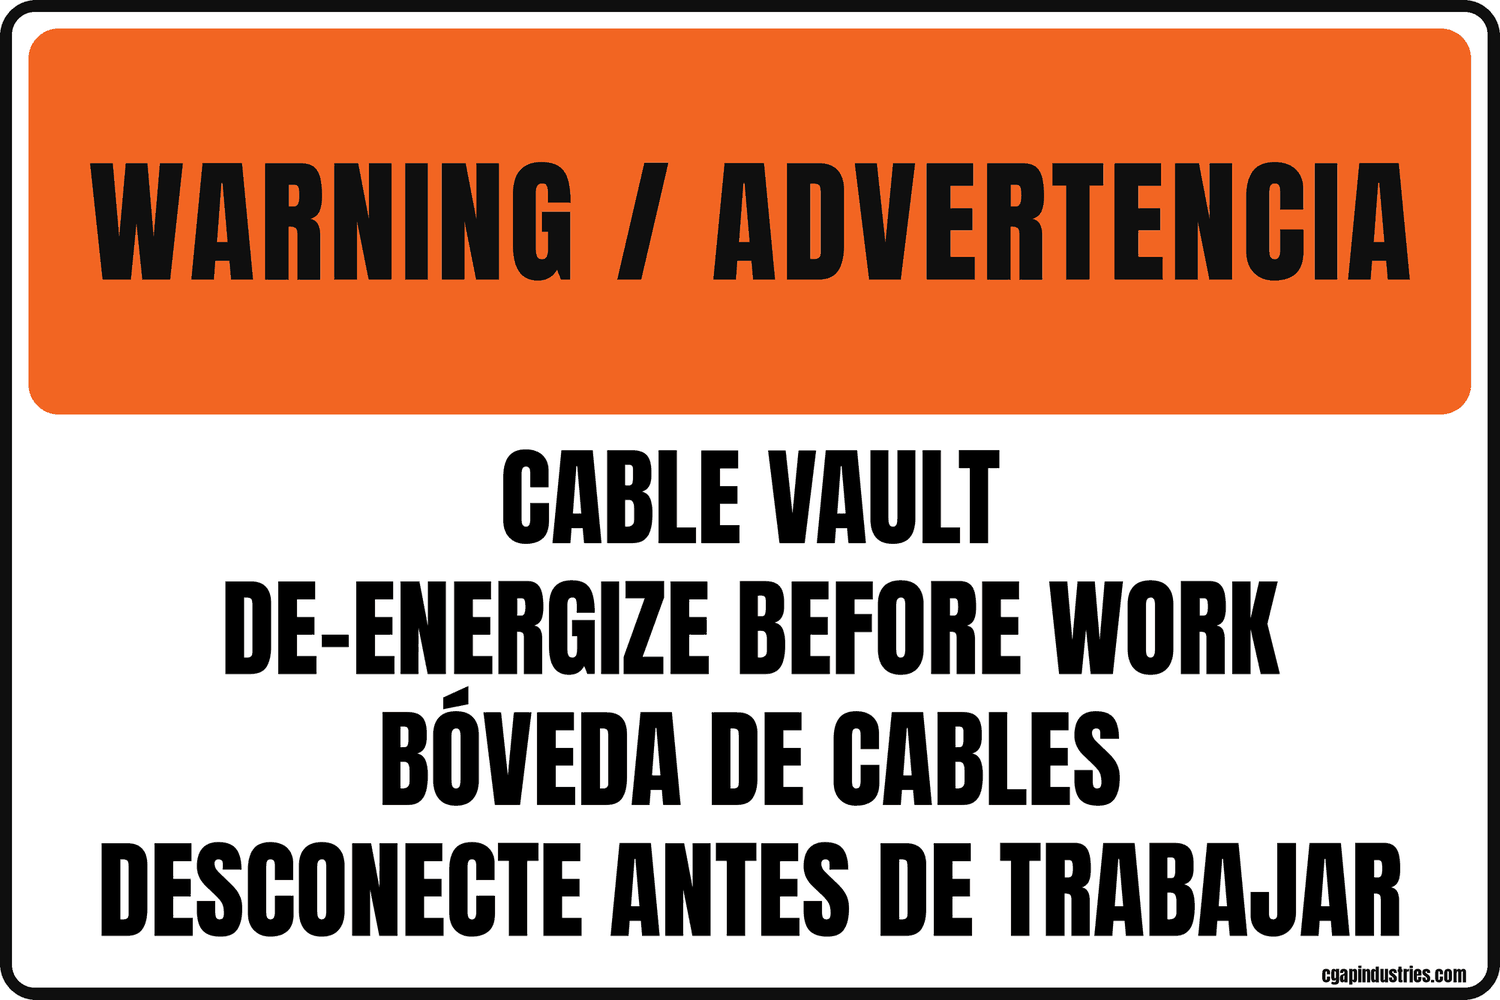 WARNING / ADVERTENCIA
CABLE VAULT
DE-ENERGIZE BEFORE WORK
BÓVEDA DE CABLES
DESCONECTE ANTES DE TRABAJAR
cgapindustries.com